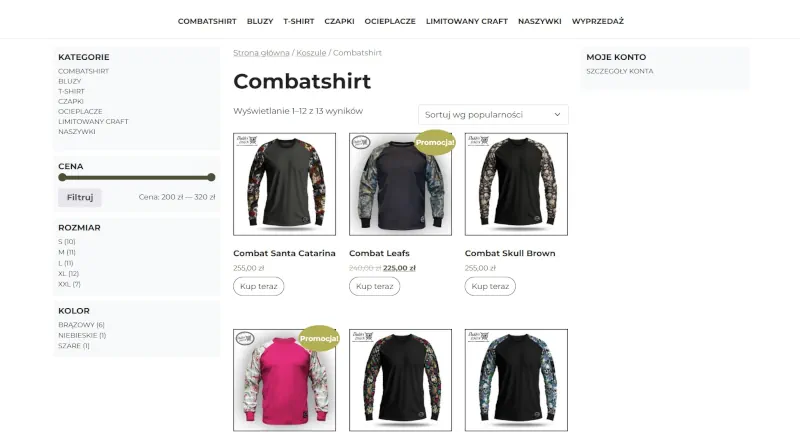 COMBATSHIRT BLUZY T-SHIRT CZAPKI OCIEPLACZE LIMITOWANY CRAFT NASZYWKI WYPRZEDAŻ
KATEGORIE
COMBATSHIRT
BLUZY
T-SHIRT
CZAPKI
OCIEPLACZE
LIMITOWANY CRAFT
NASZYWKI
CENA
Filtruj Cena: 200 zł — 320 zł
ROZMIAR
S (10)
M (11)
L (11)
XL (12)
XXL (7)
KOLOR
BRĄZOWY (6)
NIEBIESKIE (1)
SZARE (1)
Strona główna / Koszule / Combatshirt
Combatshirt
Wyświetlanie 1–12 z 13 wyników
Sortuj wg popularności
Promocja!
Combat Santa Catarina
255,00 zł
Kup teraz
Combat Leafs
240,00 zł 225,00 zł
Kup teraz
Combat Skull Brown
255,00 zł
Kup teraz
Promocja!
MOJE KONTO
SZCZEGÓŁY KONTA